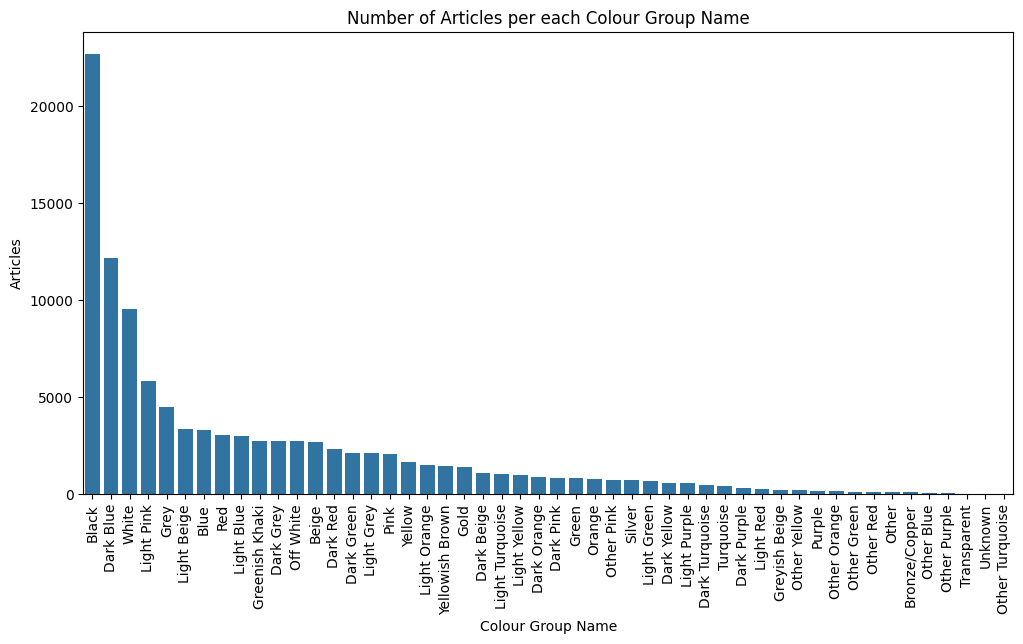 Number of Articles per each Colour Group Name
Articles
20000
15000
10000
5000
0
Black
Dark Blue
White
Light Pink
Grey
Light Beige
Blue
Red
Light Blue
Greenish Khaki
Dark Grey
Off White
Beige
Dark Red
Dark Green
Light Grey
Pink
Yellow
Light Orange
Yellowish Brown
Gold
Dark Beige
Light Turquoise
Light Yellow
Dark Orange
Dark Pink
Green
Orange
Other Pink
Silver
Light Green
Dark Yellow
Light Purple
Dark Turquoise
Turquoise
Dark Purple
Light Red
Greyish Beige
Other Yellow
Purple
Other Orange
Other Green
Other Red
Other
Bronze/Copper
Other Blue
Other Purple
Transparent
Unknown
Other Turquoise
Colour Group Name